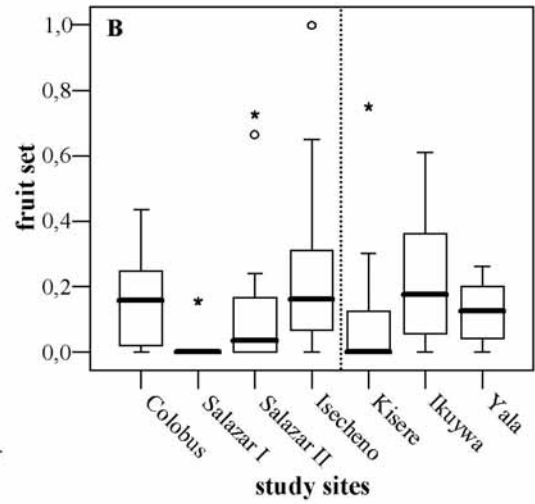 B
1,0
0,8
0,6
0,4
0,2
0,0
fruit set
Colobus
Salazar I
Salazar II
Isecheno
Kisere
Ikuywa
Yala
study sites